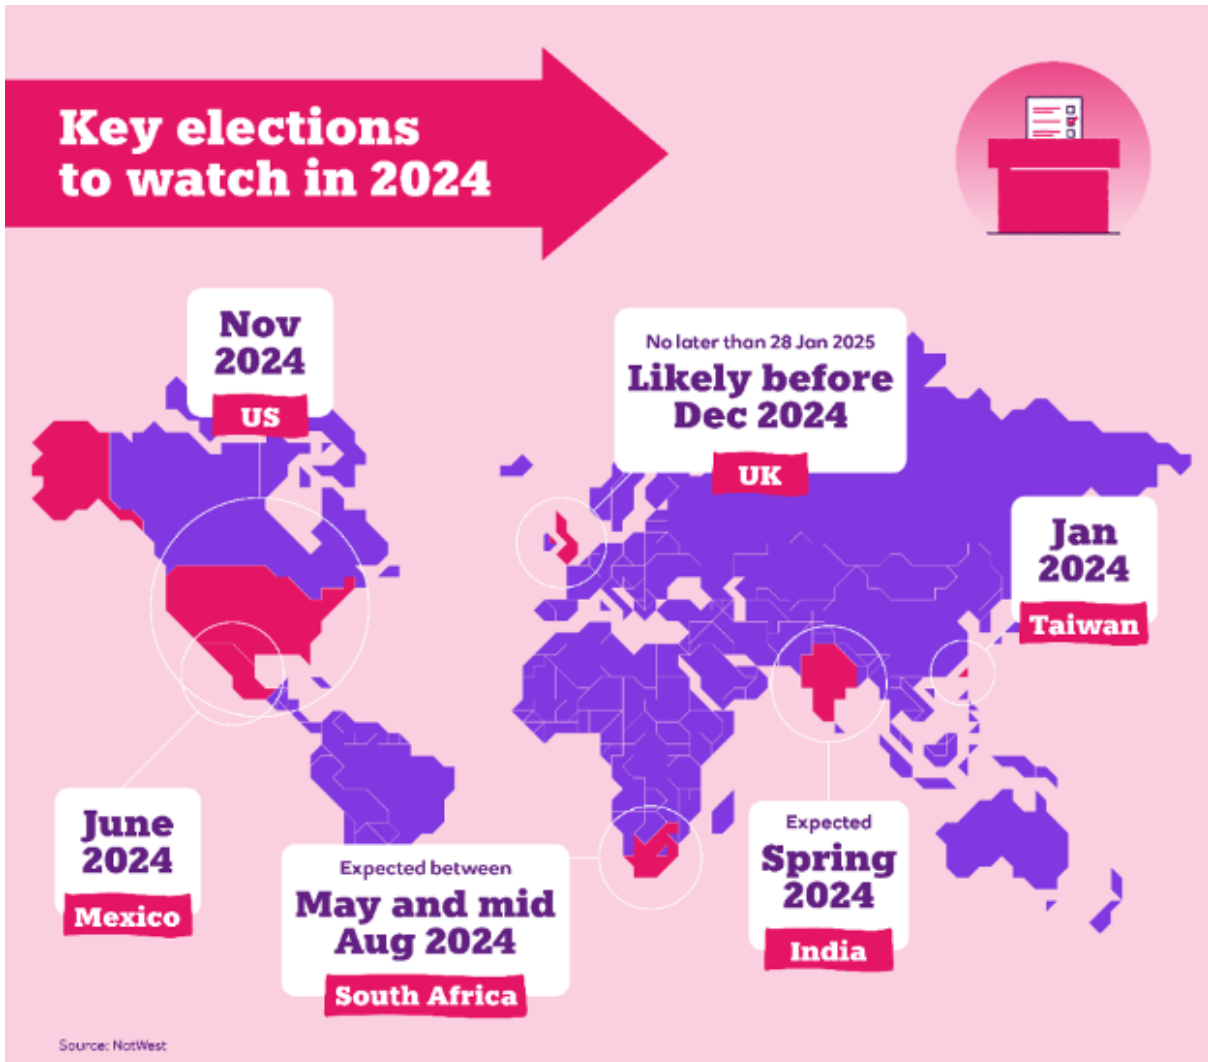 Key elections
to watch in 2024
Nov
2024
US
No later than 28 Jan 2025
Likely before
Dec 2024
UK
Jan
2024
Taiwan
June
2024
Mexico
Expected between
May and mid
Aug 2024
South Africa
Expected
Spring
2024
India
Source: NatWest